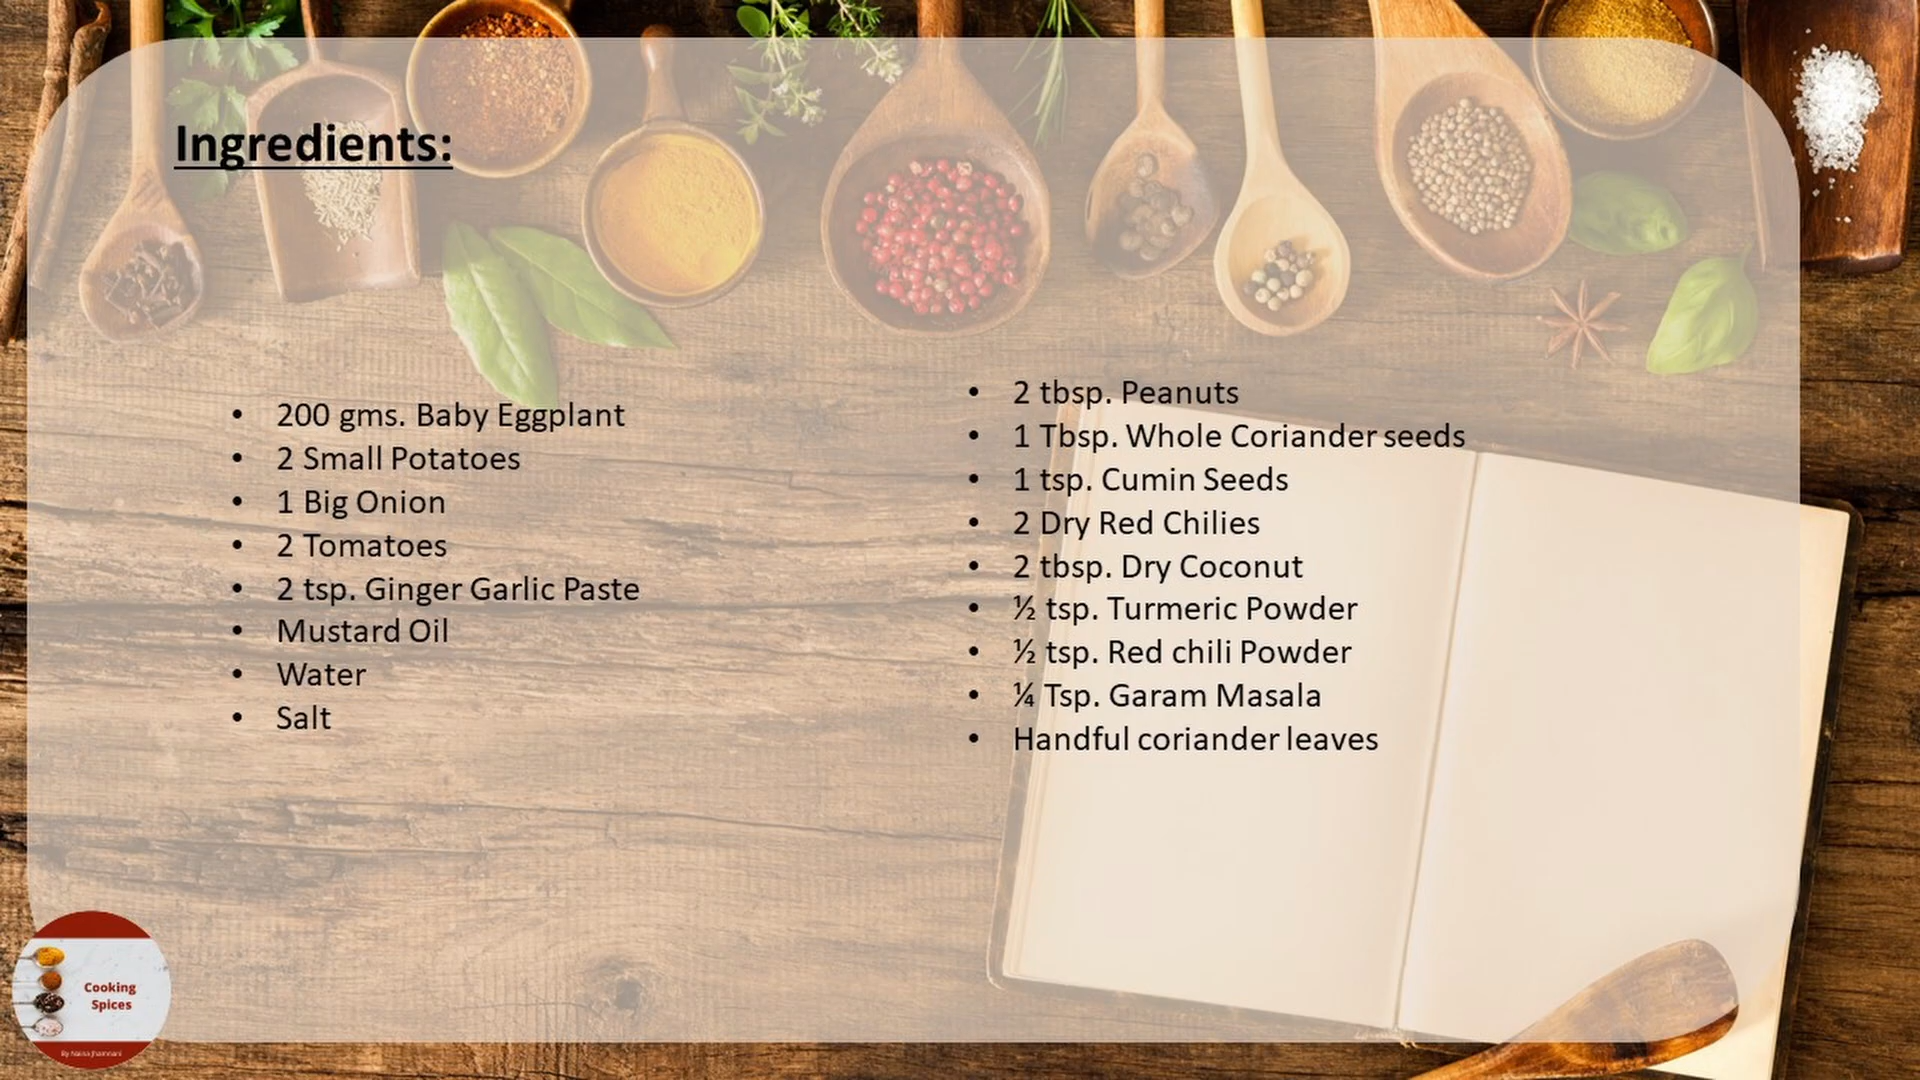 Ingredients:
• 200 gms. Baby Eggplant
• 2 Small Potatoes
• 1 Big Onion
• 2 Tomatoes
• 2 tsp. Ginger Garlic Paste
• Mustard Oil
• Water
• Salt
• 2 tbsp. Peanuts
• 1 Tbsp. Whole Coriander seeds
• 1 tsp. Cumin Seeds
• 2 Dry Red Chilies
• 2 tbsp. Dry Coconut
• ½ tsp. Turmeric Powder
• ½ tsp. Red chili Powder
• ¼ Tsp. Garam Masala
• Handful coriander leaves
Cooking
Spices
By